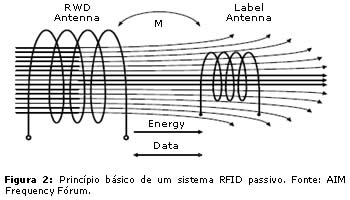 RWD
Antenna
M
Label
Antenna
Energy
Data
Figura 2: Princípio básico de um sistema RFID passivo. Fonte: AIM
Frequency Fórum.